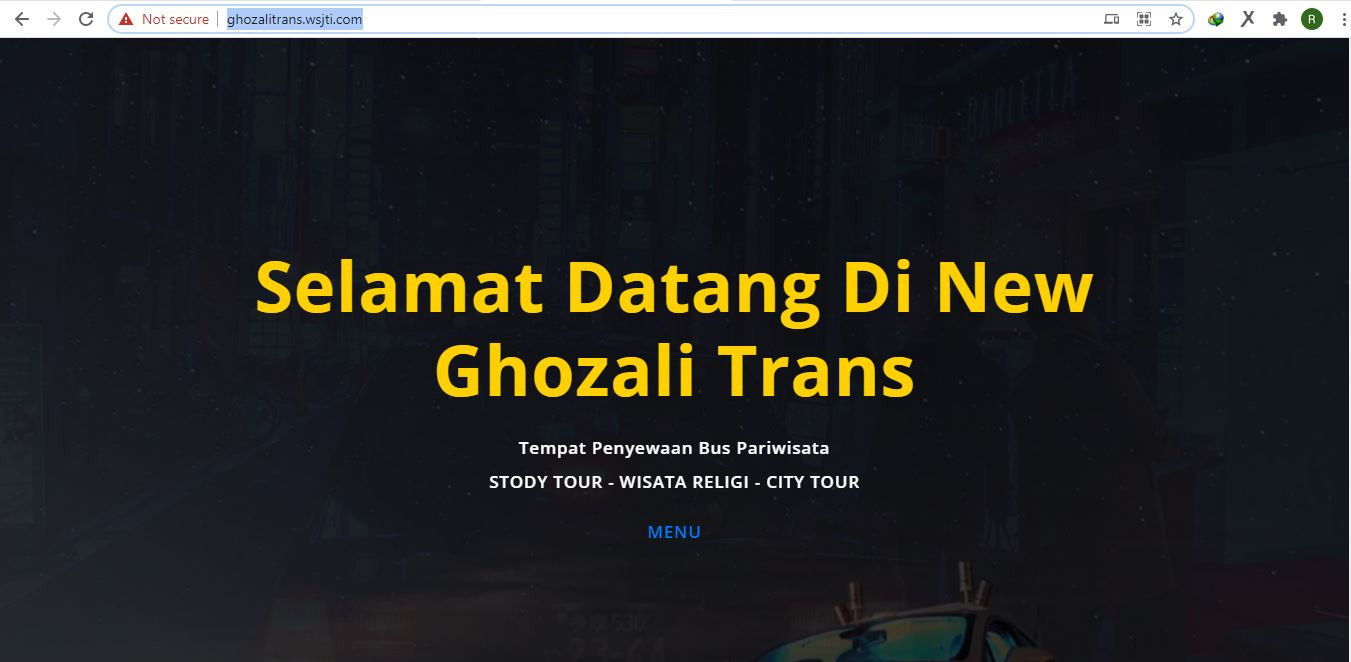 Not secure
ghozalitrans.wsjti.com
R
Selamat Datang Di New
Ghozali Trans
Tempat Penyewaan Bus Pariwisata
STODY TOUR - WISATA RELIGI - CITY TOUR
MENU